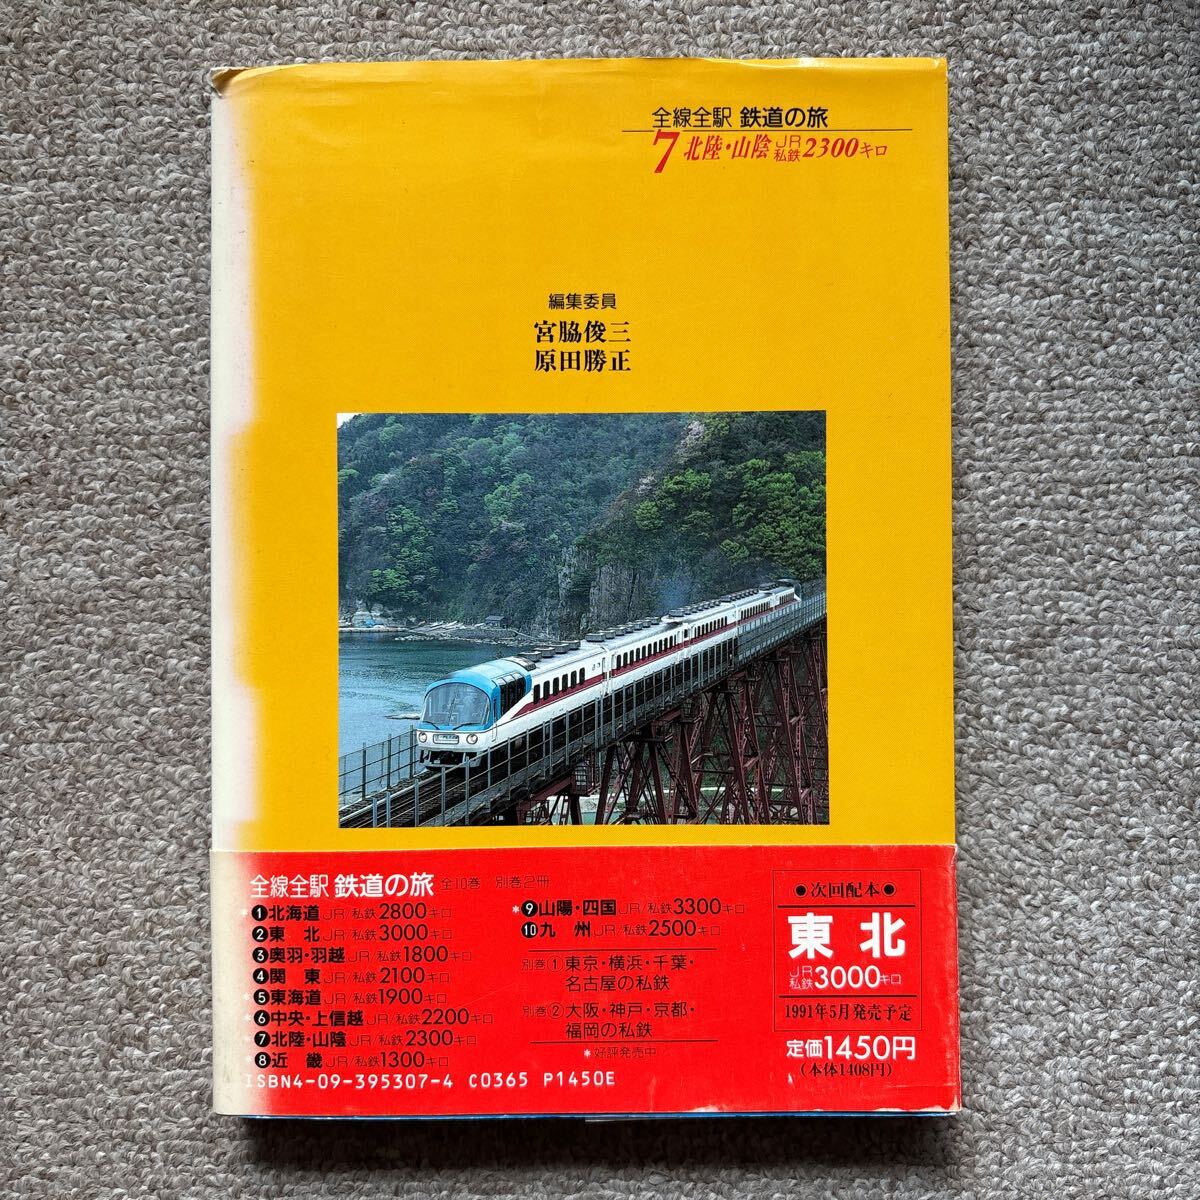 全線全駅 鉄道の旅
7 北陸・山陰 JR 私鉄 2300キロ
編集委員
宮脇俊三
原田勝正
全線全駅 鉄道の旅 全10巻 別巻2冊
*❶北海道 JR/私鉄2800キロ
❷東 北 JR/私鉄3000キロ
❸奥羽・羽越 JR/私鉄1800キロ
❹関 東 JR/私鉄2100キロ
*❺東海道 JR/私鉄1900キロ
*❻中央・上信越 JR/私鉄2200キロ
*❼北陸・山陰 JR/私鉄2300キロ
*❽近 畿 JR/私鉄1300キロ
*❾山陽・四国 JR/私鉄3300キロ
❿九 州 JR/私鉄2500キロ
別巻① 東京・横浜・千葉・
名古屋の私鉄
別巻② 大阪・神戸・京都・
福岡の私鉄
*好評発売中
ISBN4-09-395307-4 C0365 P1450E
●次回配本●
東北
JR 私鉄 3000キロ
1991年5月発売予定
定価1450円
(本体1408円)